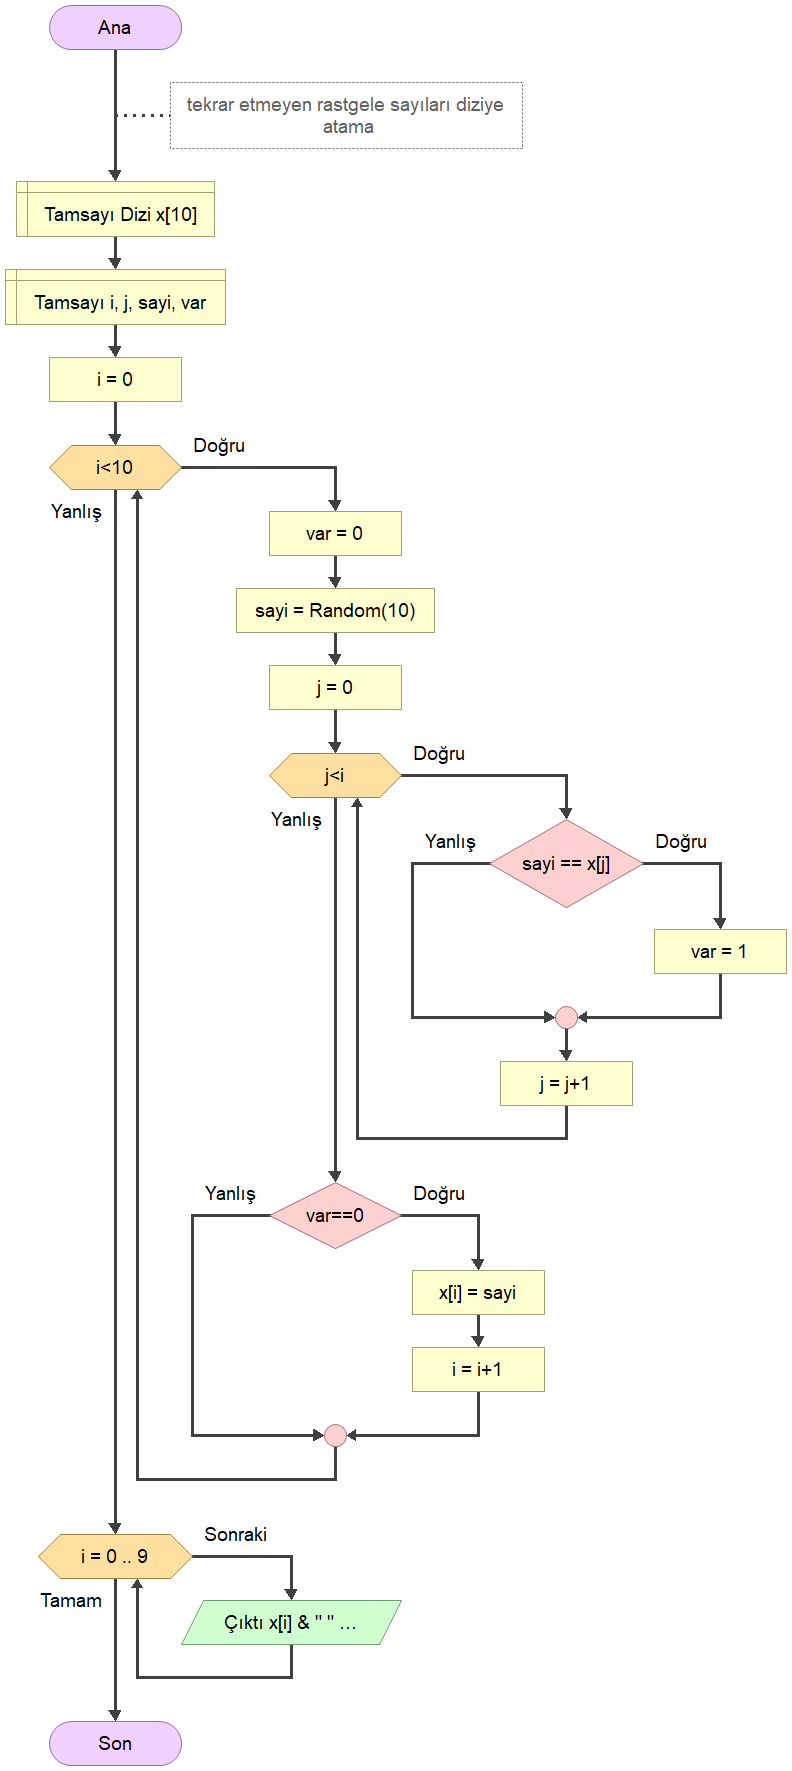 Ana
tekrar etmeyen rastgele sayıları diziye
atama
Tamsayı Dizi x[10]
Tamsayı i, j, sayi, var
i = 0
i<10
Doğru
Yanlış
var = 0
sayi = Random(10)
j = 0
j<i
Doğru
Yanlış
sayi == x[j]
Yanlış
Doğru
var = 1
j = j+1
var==0
Yanlış
Doğru
x[i] = sayi
i = i+1
i = 0 .. 9
Sonraki
Tamam
Çıktı x[i] & " " ...
Son